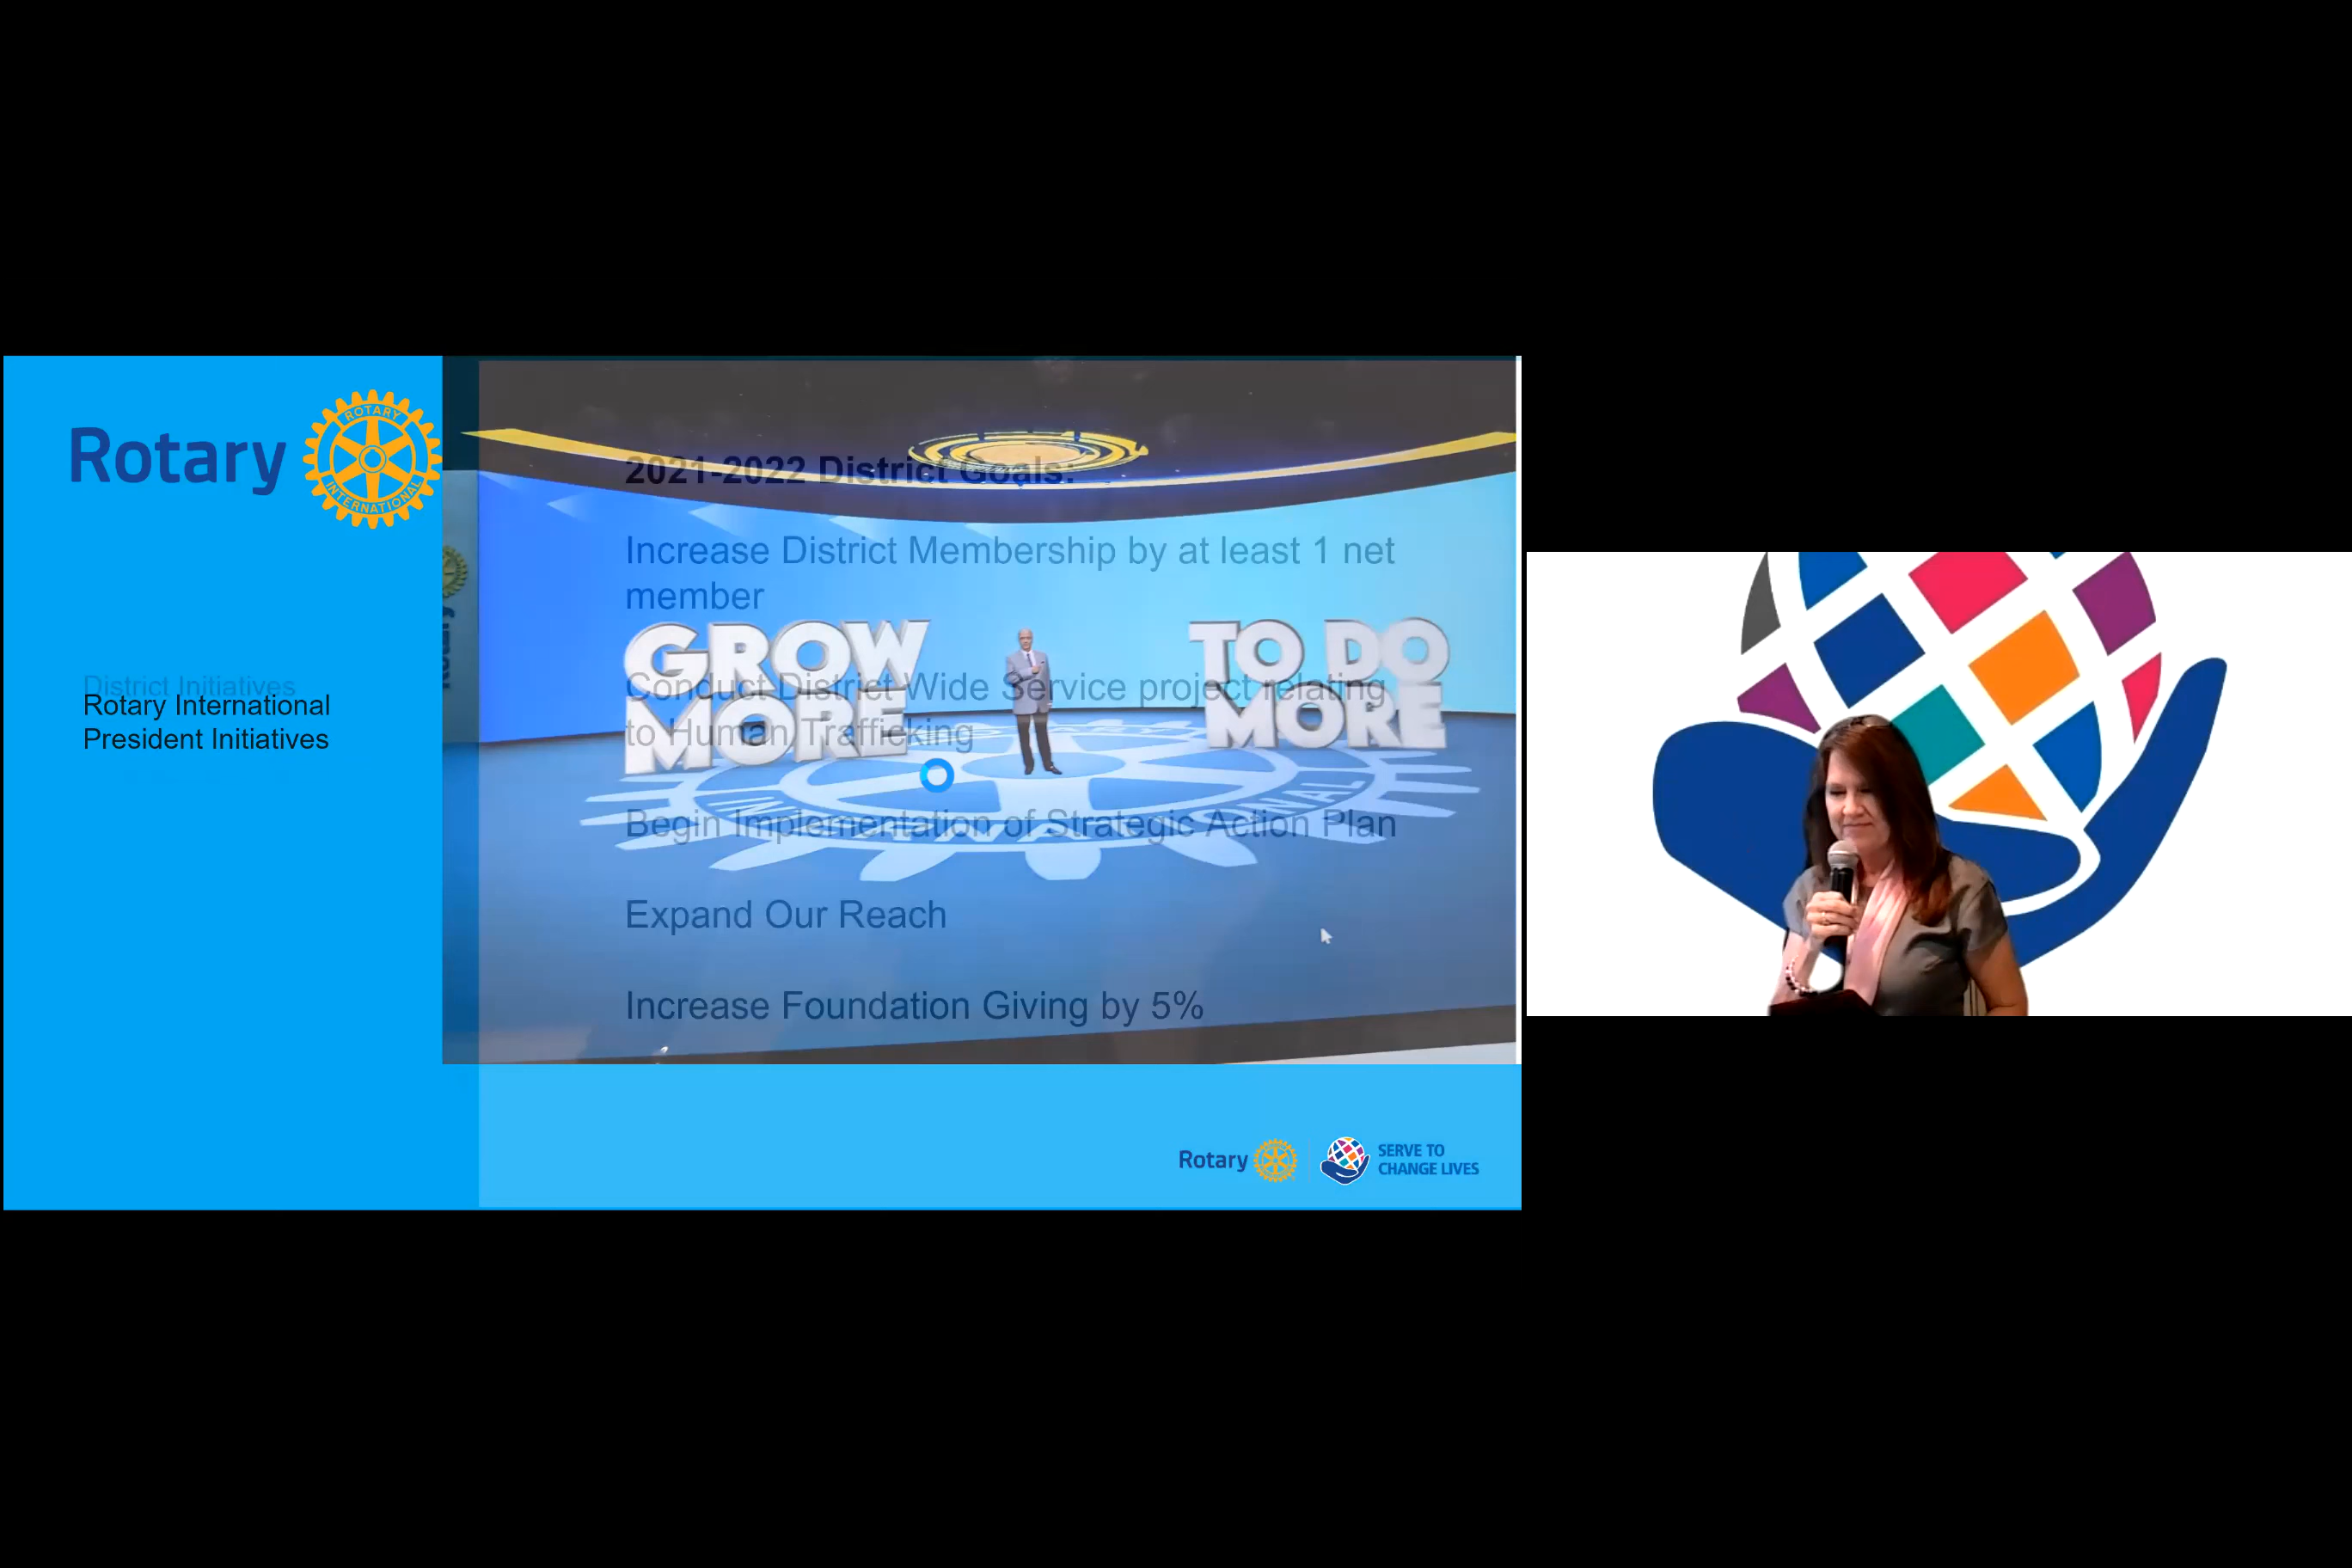 Rotary
ROTARY
INTERNATIONAL
District Initiatives
Rotary International
President Initiatives
2021-2022 District Goals:
Increase District Membership by at least 1 net
member
GROW
MORE
TO DO
MORE
Conduct District Wide Service project relating
to Human Trafficking
Begin Implementation of Strategic Action Plan
Expand Our Reach
Increase Foundation Giving by 5%
Rotary
SERVE TO
CHANGE LIVES